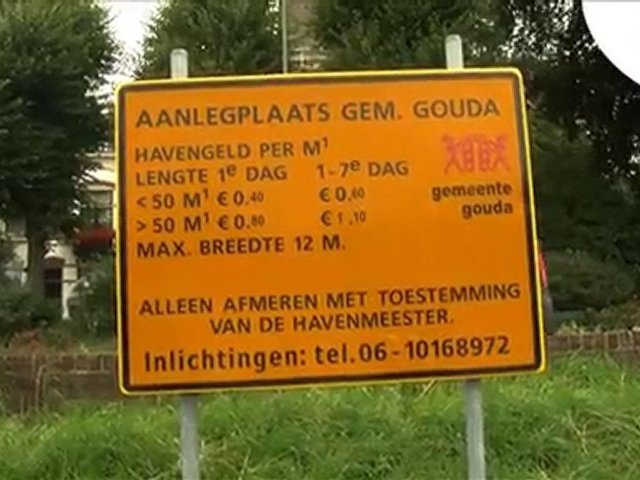 AANLEGPLAATS GEM. GOUDA
HAVENGELD PER M¹
LENGTE 1e DAG 1-7e DAG
< 50 M¹ € 0.40 € 0.60
> 50 M¹ € 0.80 € 1.10
MAX. BREEDTE 12 M.
gemeente
gouda
ALLEEN AFMEREN MET TOESTEMMING
VAN DE HAVENMEESTER.
Inlichtingen: tel. 06-10168972